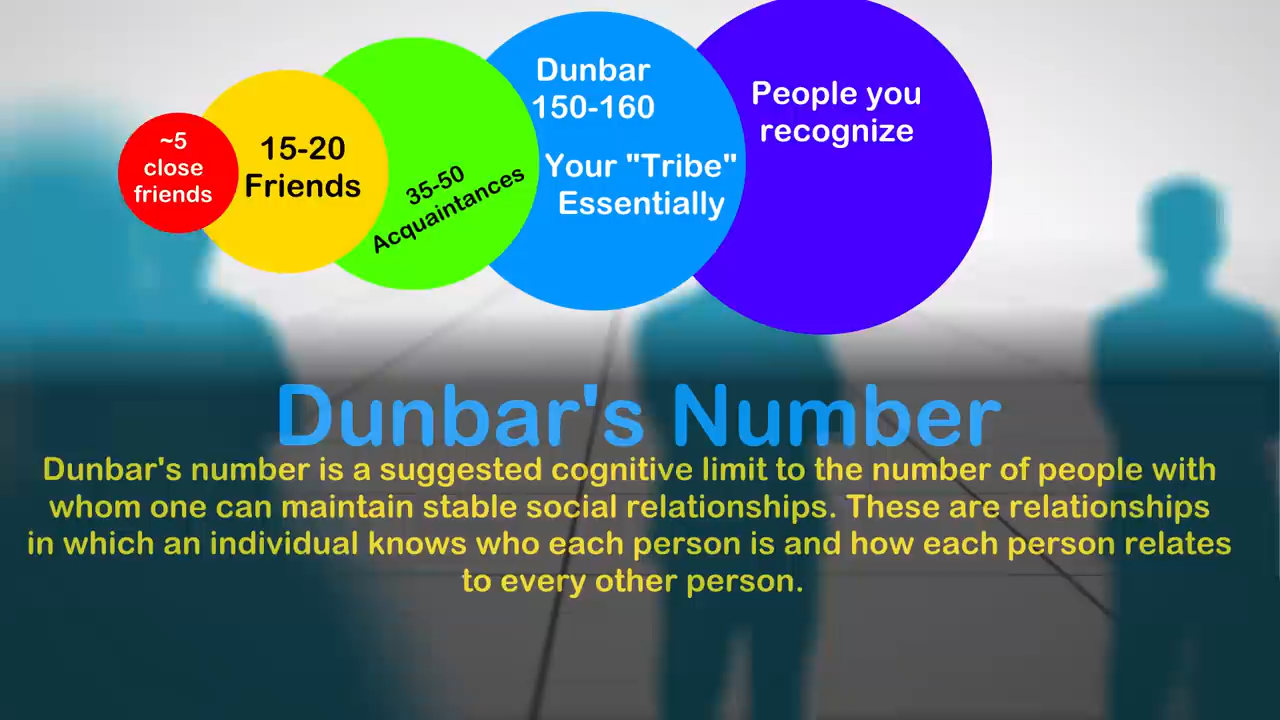 ~5
close
friends
15-20
Friends
35-50
Acquaintances
Dunbar
150-160
Your "Tribe"
Essentially
People you
recognize
Dunbar's Number
Dunbar's number is a suggested cognitive limit to the number of people with
whom one can maintain stable social relationships. These are relationships
in which an individual knows who each person is and how each person relates
to every other person.